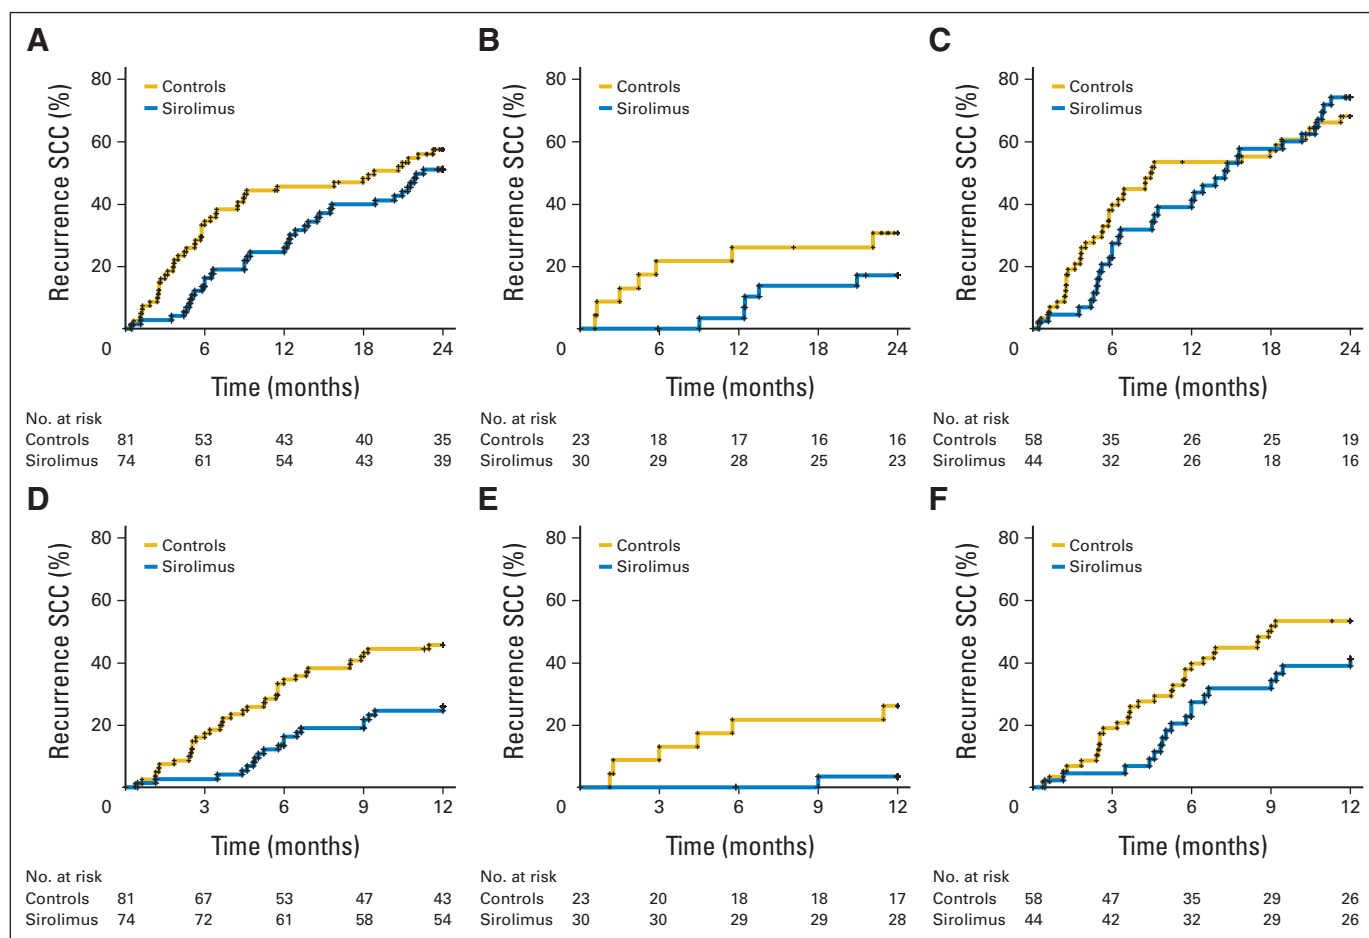 A
Recurrence SCC (%)
80
60
40
20
0
Controls
Sirolimus
6 12 18 24
Time (months)
No. at risk
Controls 81 53 43 40 35
Sirolimus 74 61 54 43 39
B
Recurrence SCC (%)
80
60
40
20
0
Controls
Sirolimus
6 12 18 24
Time (months)
No. at risk
Controls 23 18 17 16 16
Sirolimus 30 29 28 25 23
C
Recurrence SCC (%)
80
60
40
20
0
Controls
Sirolimus
6 12 18 24
Time (months)
No. at risk
Controls 58 35 26 25 19
Sirolimus 44 32 26 18 16
D
Recurrence SCC (%)
80
60
40
20
0
Controls
Sirolimus
3 6 9 12
Time (months)
No. at risk
Controls 81 67 53 47 43
Sirolimus 74 72 61 58 54
E
Recurrence SCC (%)
80
60
40
20
0
Controls
Sirolimus
3 6 9 12
Time (months)
No. at risk
Controls 23 20 18 18 17
Sirolimus 30 30 29 29 28
F
Recurrence SCC (%)
80
60
40
20
0
Controls
Sirolimus
3 6 9 12
Time (months)
No. at risk
Controls 58 47 35 29 26
Sirolimus 44 42 32 29 26